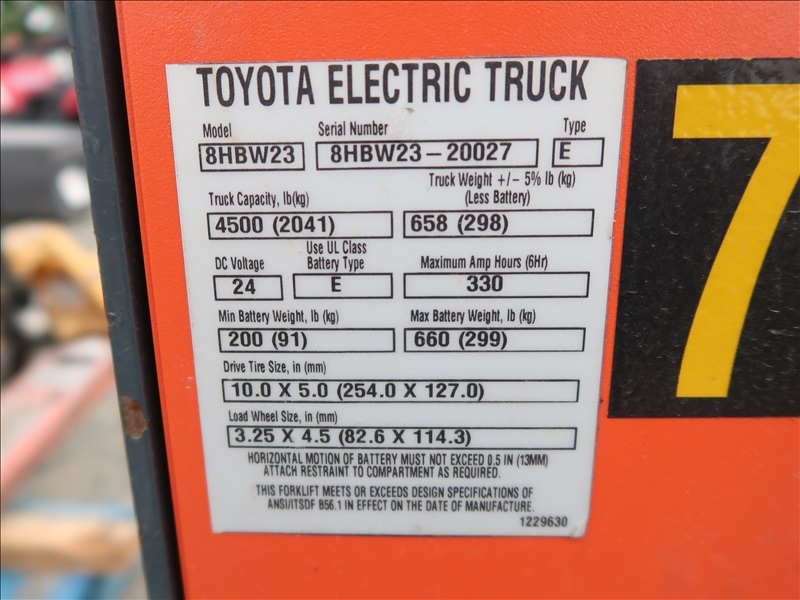 TOYOTA ELECTRIC TRUCK
Model Serial Number Type
8HBW23 8HBW23-20027 E
Truck Capacity, lb(kg) Truck Weight +/- 5% lb (kg)
(Less Battery)
4500 (2041) 658 (298)
DC Voltage Use UL Class
Battery Type Maximum Amp Hours (6Hr)
24 E 330
Min Battery Weight, lb (kg) Max Battery Weight, lb (kg)
200 (91) 660 (299)
Drive Tire Size, in (mm)
10.0 X 5.0 (254.0 X 127.0)
Load Wheel Size, in (mm)
3.25 X 4.5 (82.6 X 114.3)
HORIZONTAL MOTION OF BATTERY MUST NOT EXCEED 0.5 IN (13MM)
ATTACH RESTRAINT TO COMPARTMENT AS REQUIRED.
THIS FORKLIFT MEETS OR EXCEEDS DESIGN SPECIFICATIONS OF
ANSI/ITSDF B56.1 IN EFFECT ON THE DATE OF MANUFACTURE.
1229630
7